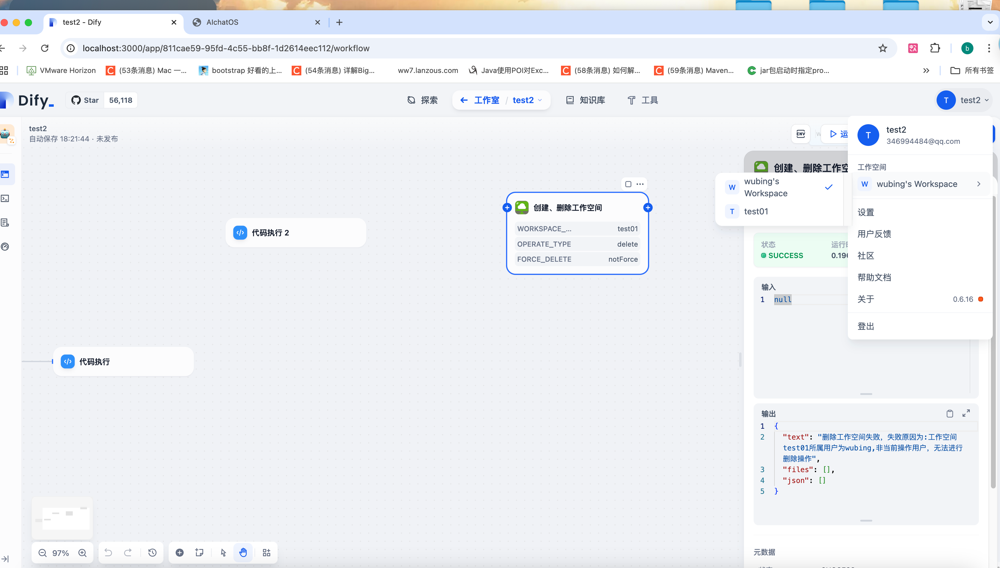 test2 - Dify
AIchatOS
localhost:3000/app/811cae59-95fd-4c55-bb8f-1d2614eec112/workflow
b
VMware Horizon
(53条消息) Mac 一...
bootstrap 好看的上...
(54条消息) 详解Big...
ww7.lanzous.com
Java使用POI对Exc...
(58条消息) 如何解...
(59条消息) Maven...
jar包启动时指定pro...
所有书签
Dify_
Star 56,118
探索
工作室 / test2
知识库
工具
T test2
test2
自动保存 18:21:44 · 未发布
ENV
运
T
test2
346994484@qq.com
工作空间
W wubing's Workspace
设置
用户反馈
社区
帮助文档
关于 0.6.16
登出
创建、删除工作空
W wubing's
Workspace
T test01
创建、删除工作空间
WORKSPACE_... test01
OPERATE_TYPE delete
FORCE_DELETE notForce
代码执行 2
代码执行
状态
SUCCESS
0.196
输入
1 null
输出
1 {
2 "text": "删除工作空间失败，失败原因为:工作空间
test01所属用户为wubing,非当前操作用户，无法进行
删除操作",
3 "files": [],
4 "json": []
5 }
元数据
97%